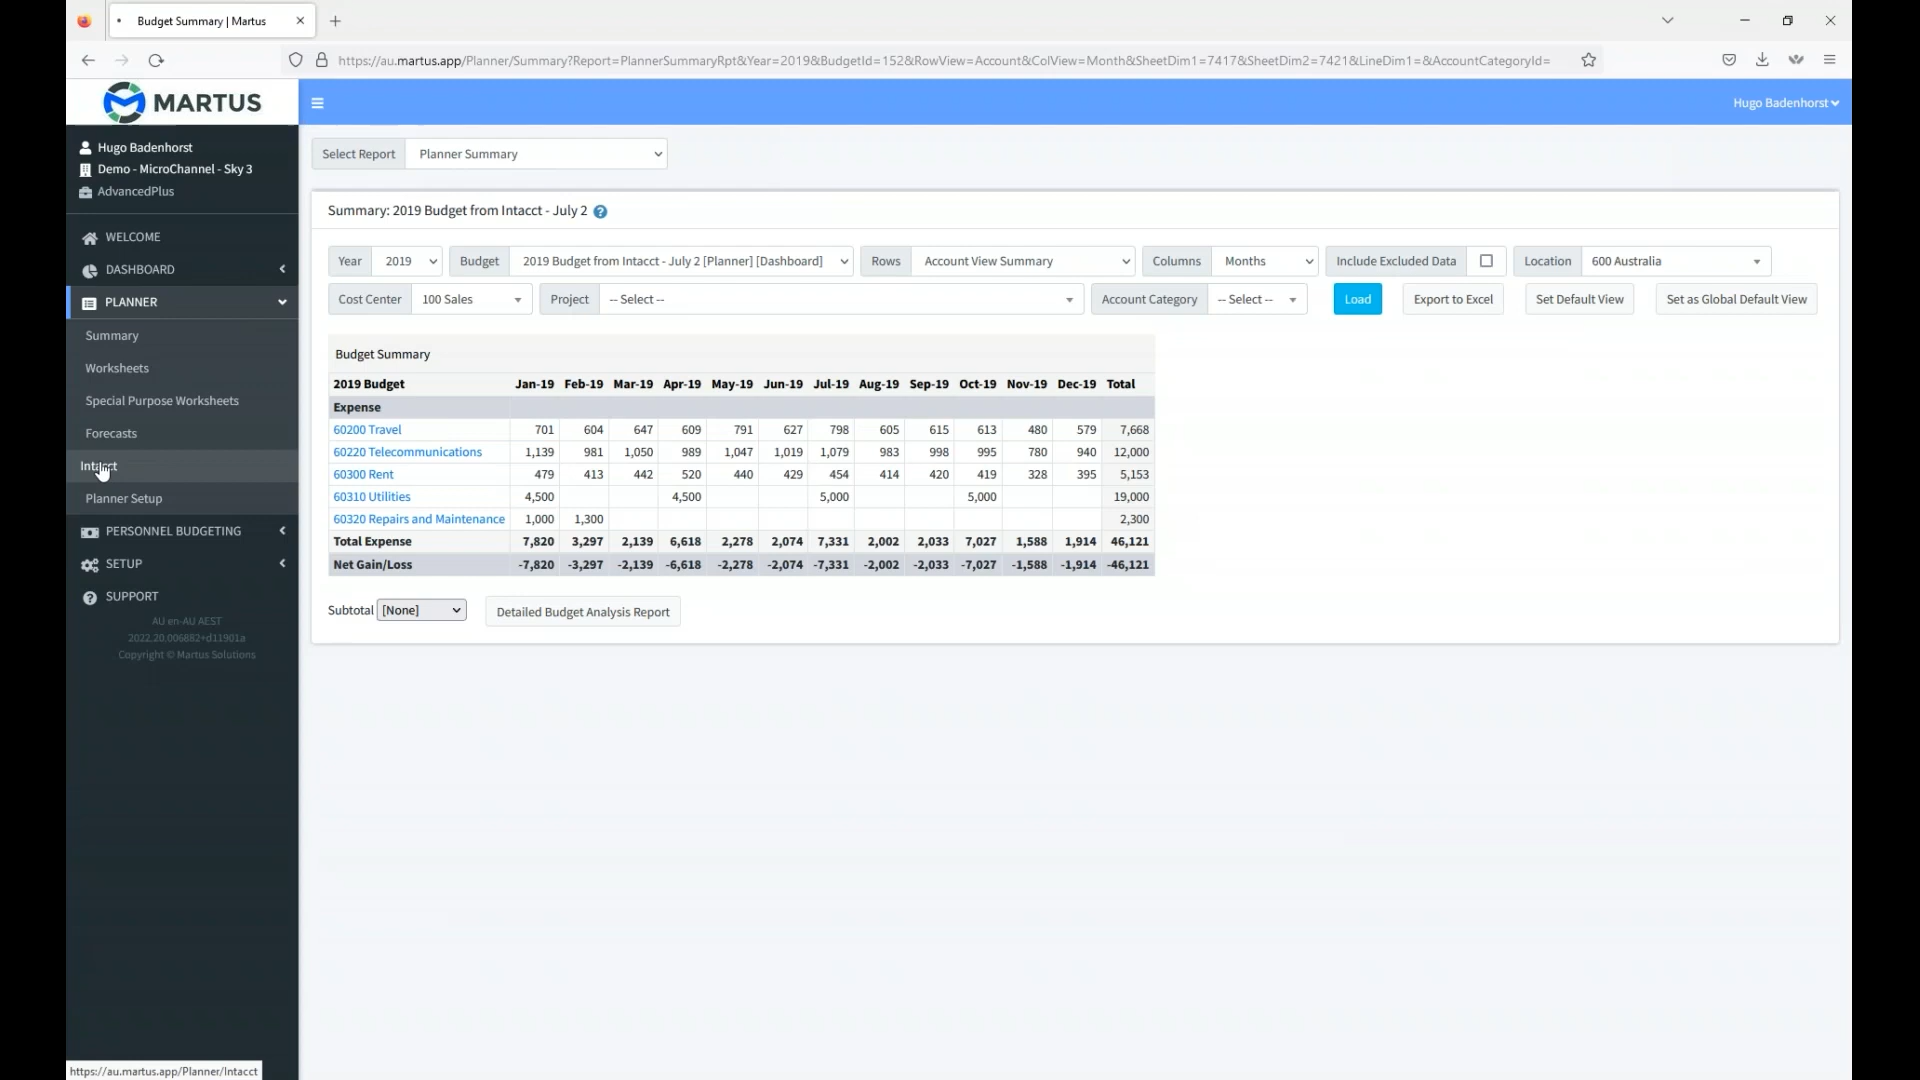 Budget Summary | Martus
https://au.martus.app/Planner/Summary?Report=PlannerSummaryRpt&Year=2019&BudgetId=152&RowView=Account&ColView=Month&SheetDim1=7417&SheetDim2=7421&LineDim1=&AccountCategoryId=
MARTUS
Hugo Badenhorst
Hugo Badenhorst
Demo - MicroChannel - Sky 3
AdvancedPlus
WELCOME
DASHBOARD
PLANNER
Summary
Worksheets
Special Purpose Worksheets
Forecasts
Intacct
Planner Setup
PERSONNEL BUDGETING
SETUP
SUPPORT
AU en-AU AEST
2022.20.006882+d11901a
Copyright © Martus Solutions
Select Report Planner Summary
Summary: 2019 Budget from Intacct - July 2
Year 2019 Budget 2019 Budget from Intacct - July 2 [Planner] [Dashboard] Rows Account View Summary Columns Months Include Excluded Data Location 600 Australia
Cost Center 100 Sales Project -- Select -- Account Category -- Select -- Load Export to Excel Set Default View Set as Global Default View
Budget Summary
2019 Budget Jan-19 Feb-19 Mar-19 Apr-19 May-19 Jun-19 Jul-19 Aug-19 Sep-19 Oct-19 Nov-19 Dec-19 Total
Expense
60200 Travel 701 604 647 609 791 627 798 605 615 613 480 579 7,668
60220 Telecommunications 1,139 981 1,050 989 1,047 1,019 1,079 983 998 995 780 940 12,000
60300 Rent 479 413 442 520 440 429 454 414 420 419 328 395 5,153
60310 Utilities 4,500 4,500 5,000 5,000 19,000
60320 Repairs and Maintenance 1,000 1,300 2,300
Total Expense 7,820 3,297 2,139 6,618 2,278 2,074 7,331 2,002 2,033 7,027 1,588 1,914 46,121
Net Gain/Loss -7,820 -3,297 -2,139 -6,618 -2,278 -2,074 -7,331 -2,002 -2,033 -7,027 -1,588 -1,914 -46,121
Subtotal [None] Detailed Budget Analysis Report
https://au.martus.app/Planner/Intacct